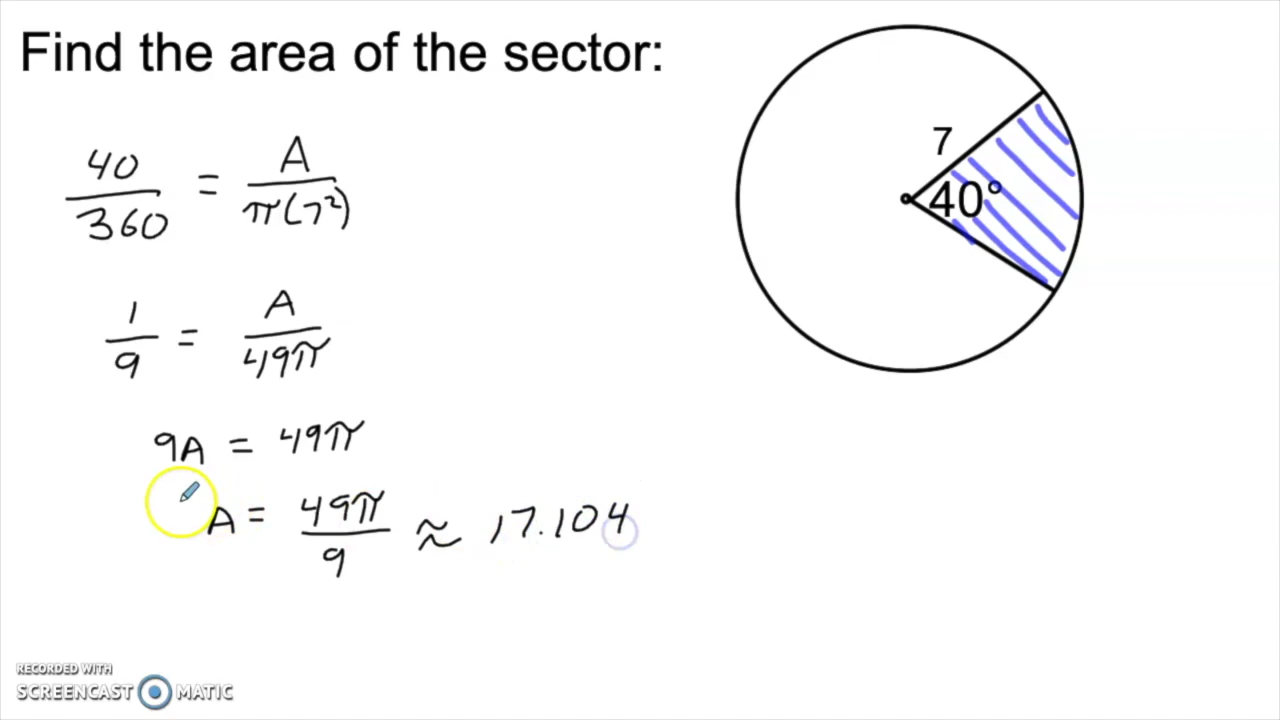 Find the area of the sector:
40/360 = A/π(7²)
1/9 = A/49π
9A = 49π
A = 49π/9 ≈ 17.104
7
40°
RECORDED WITH
SCREENCAST MATIC